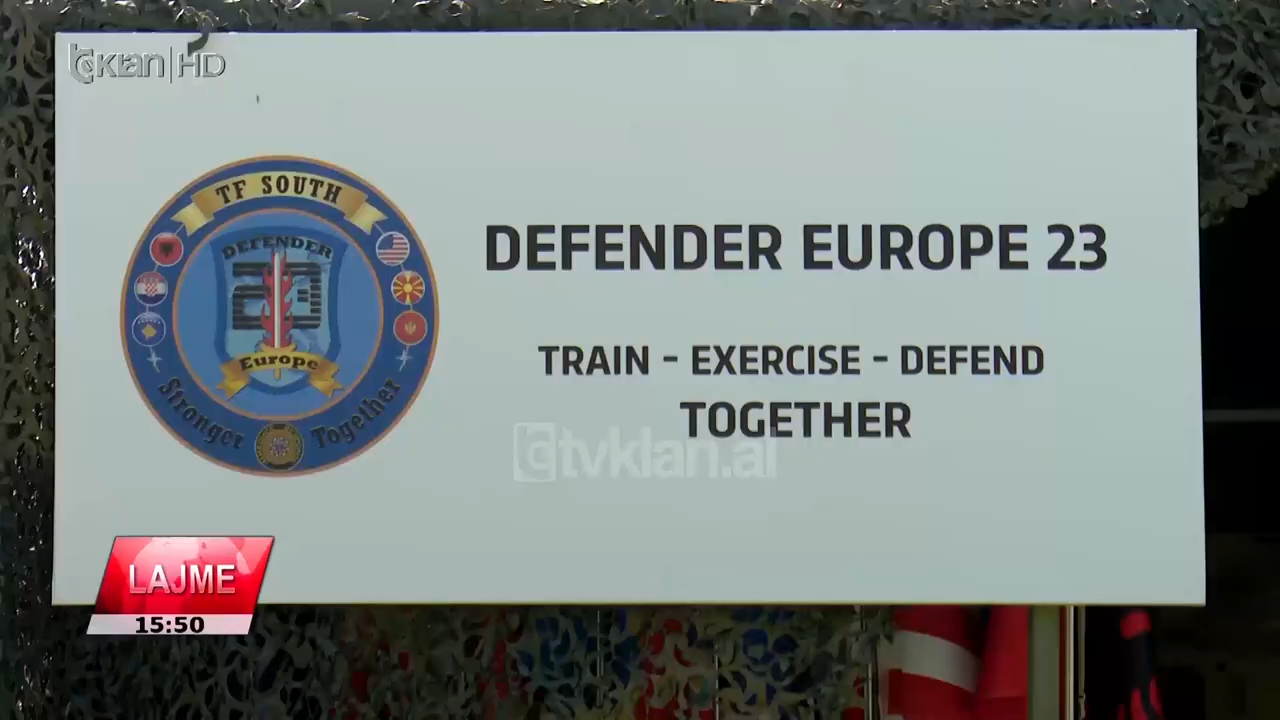 tvklan|HD
TF SOUTH
DEFENDER
23
Europe
Stronger Together
DEFENDER EUROPE 23
TRAIN - EXERCISE - DEFEND
TOGETHER
tvklan.al
LAJME
15:50